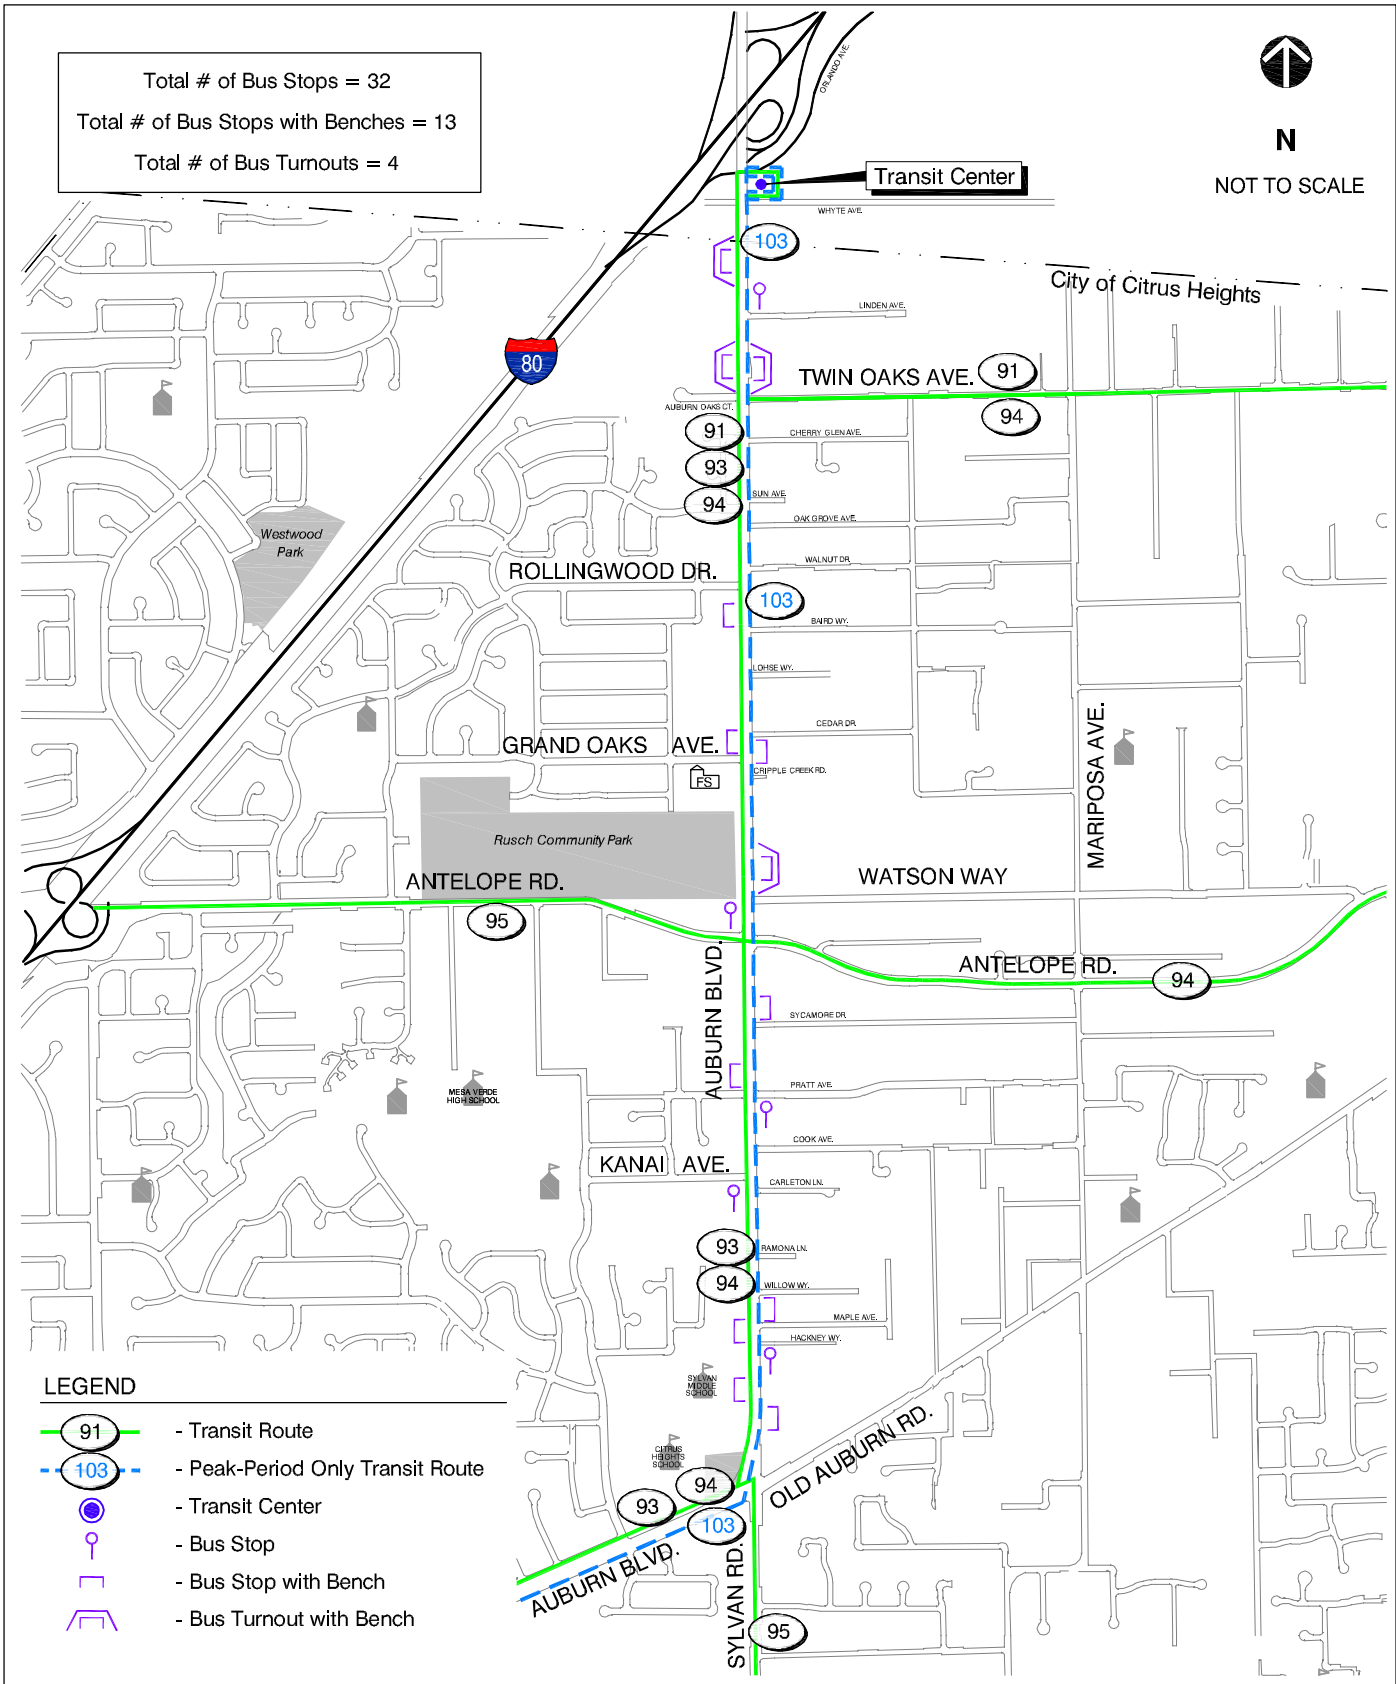 Total # of Bus Stops = 32
Total # of Bus Stops with Benches = 13
Total # of Bus Turnouts = 4
ORLANDO AVE.
N
NOT TO SCALE
Transit Center
WHYTE AVE.
103
City of Citrus Heights
LINDEN AVE.
80
TWIN OAKS AVE.
91
94
AUBURN OAKS CT.
91
CHERRY GLEN AVE.
93
94
SUN AVE.
OAK GROVE AVE.
Westwood
Park
WALNUT DR.
ROLLINGWOOD DR.
103
BAIRD WY.
LOHSE WY.
CEDAR DR.
GRAND OAKS AVE.
MARIPOSA AVE.
CRIPPLE CREEK RD.
FS
Rusch Community Park
ANTELOPE RD.
WATSON WAY
95
AUBURN BLVD.
ANTELOPE RD.
94
SYCAMORE DR.
PRATT AVE.
MESA VERDE
HIGH SCHOOL
COOK AVE.
KANAI AVE.
CARLETON LN.
93
RAMONA LN.
94
WILLOW WY.
MAPLE AVE.
HACKNEY WY.
SYLVAN
MIDDLE
SCHOOL
CITRUS
HEIGHTS
SCHOOL
OLD AUBURN RD.
94
93
103
AUBURN BLVD.
SYLVAN RD.
95
LEGEND
91 - Transit Route
103 - Peak-Period Only Transit Route
- Transit Center
- Bus Stop
- Bus Stop with Bench
- Bus Turnout with Bench